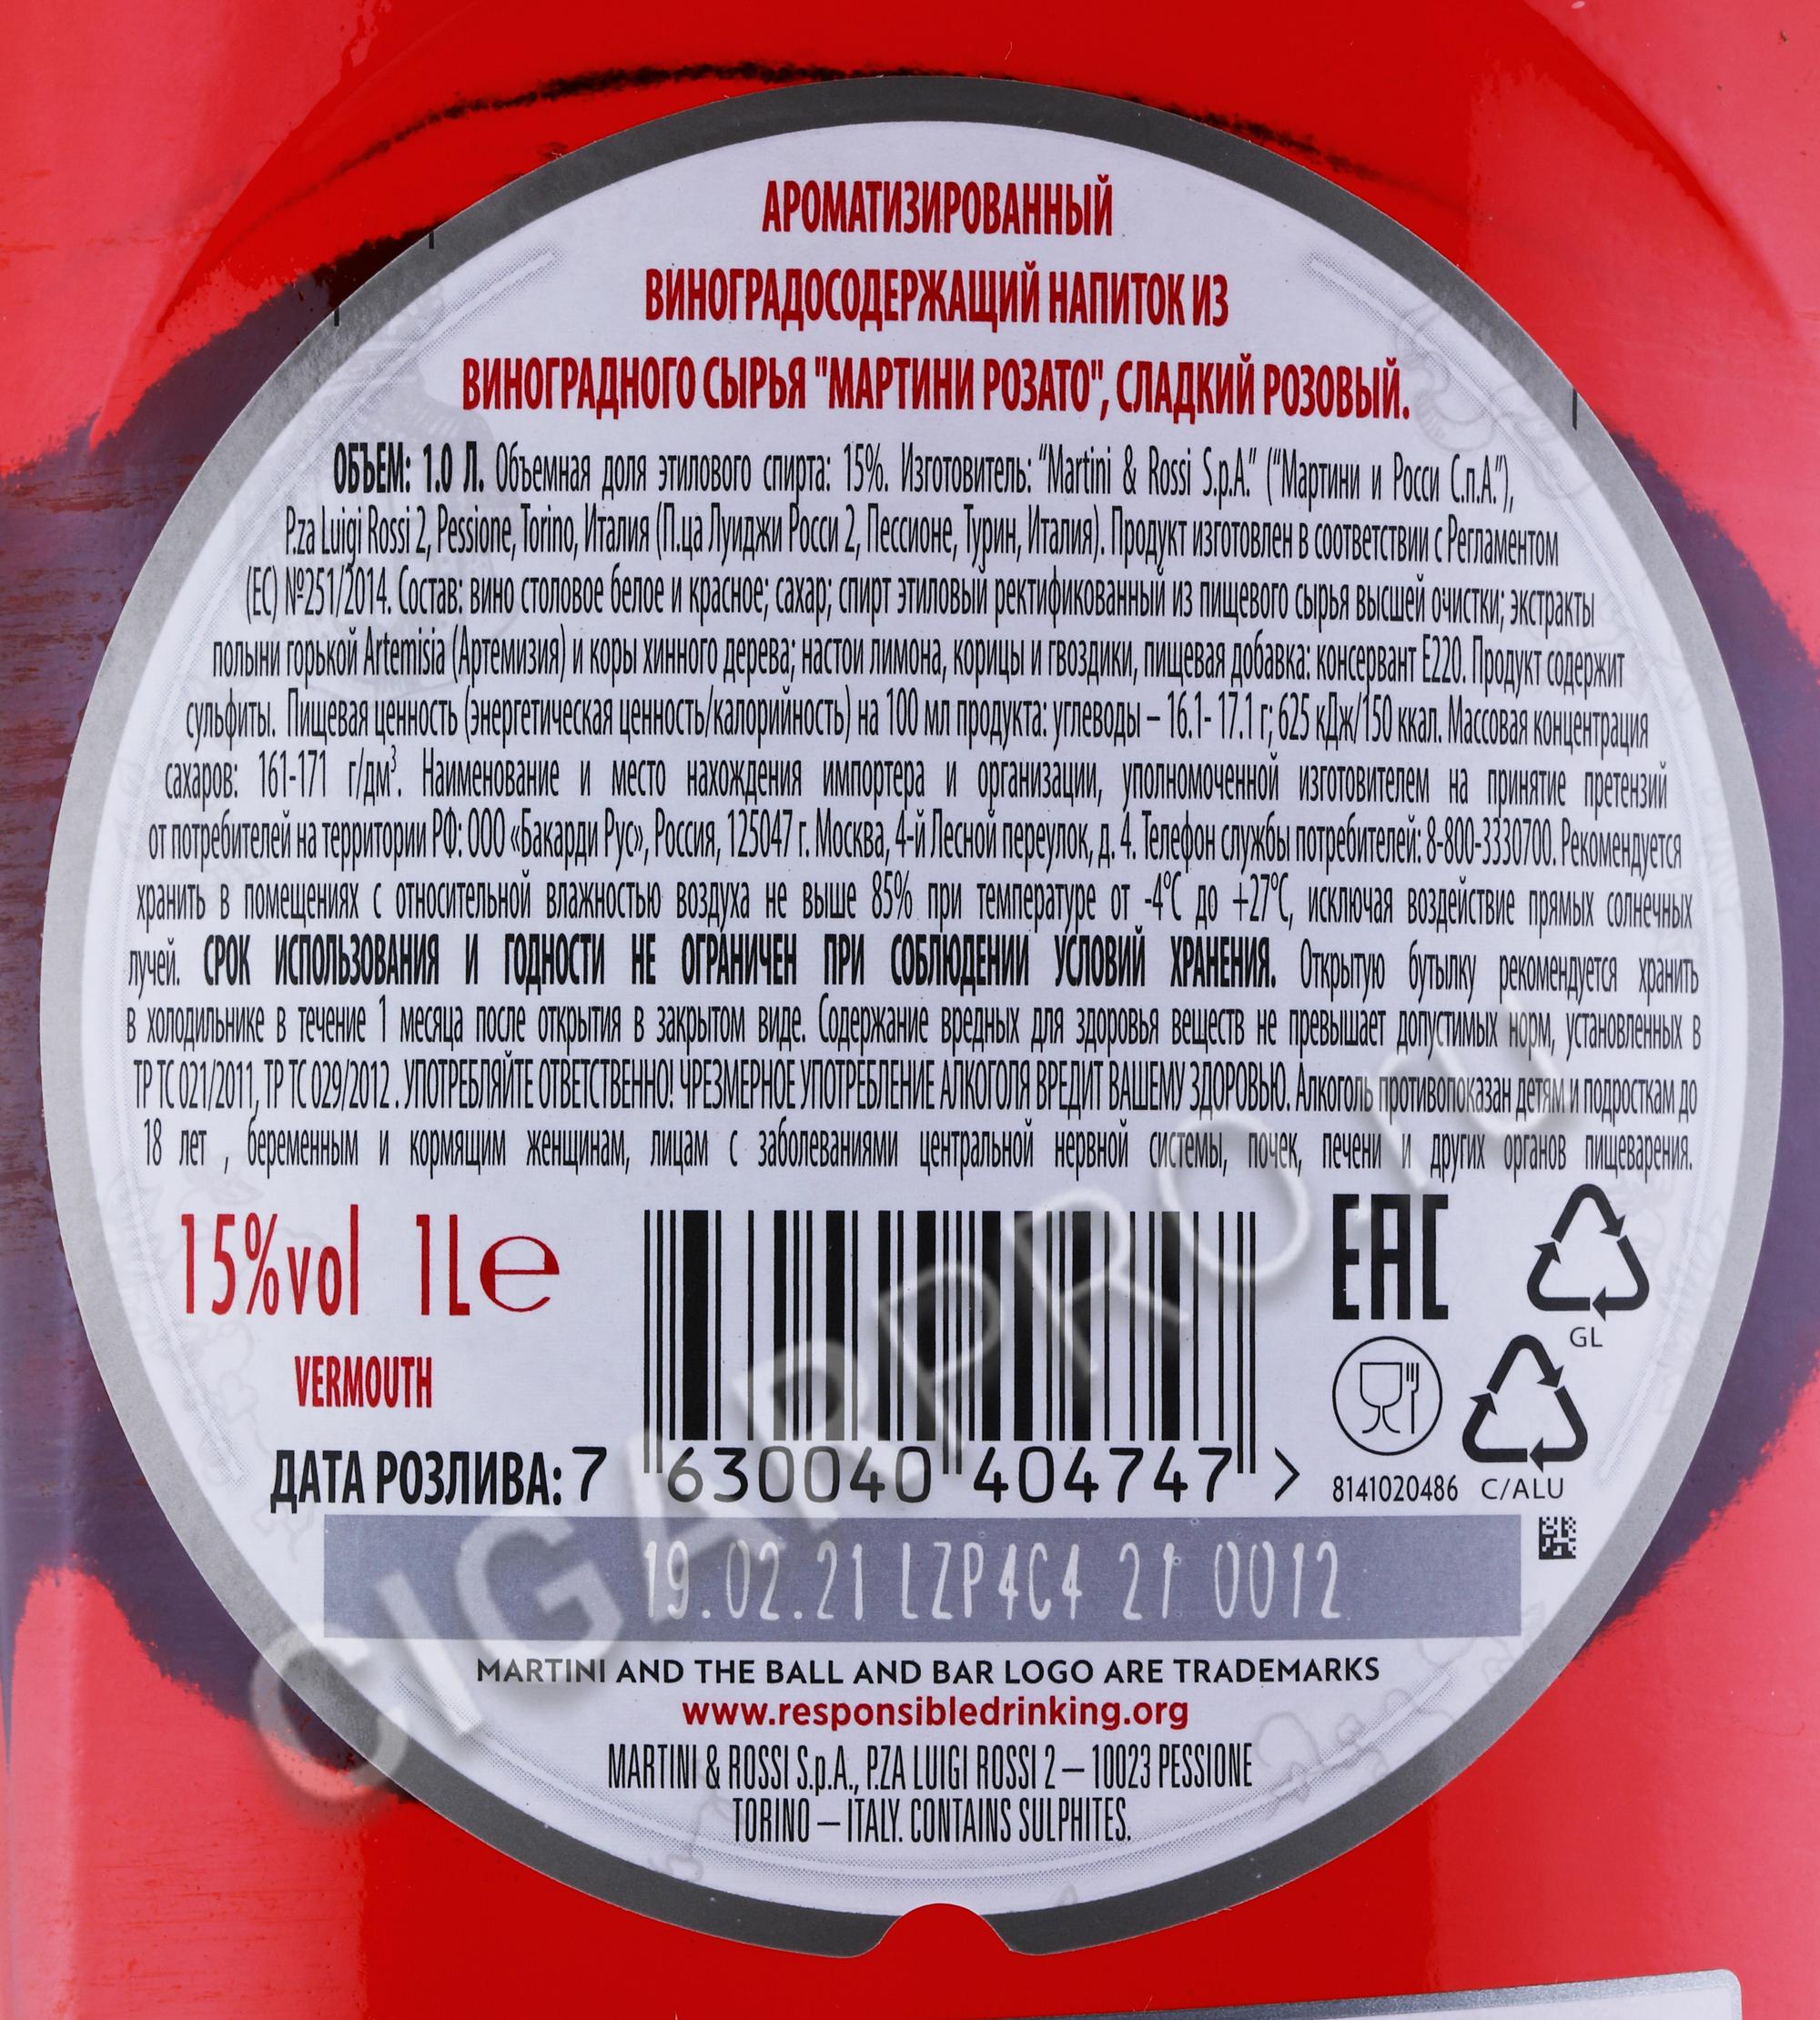 АРОМАТИЗИРОВАННЫЙ
ВИНОГРАДОСОДЕРЖАЩИЙ НАПИТОК ИЗ
ВИНОГРАДНОГО СЫРЬЯ "МАРТИНИ РОЗАТО", СЛАДКИЙ РОЗОВЫЙ.
ОБЪЕМ: 1.0 Л. Объемная доля этилового спирта: 15%. Изготовитель: “Martini & Rossi S.p.A.” (“Мартини и Росси С.п.А.”),
P.za Luigi Rossi 2, Pessione, Torino, Италия (П.ца Луиджи Росси 2, Пессионе, Турин, Италия). Продукт изготовлен в соответствии с Регламентом
(ЕС) №251/2014. Состав: вино столовое белое и красное; сахар; спирт этиловый ректификованный из пищевого сырья высшей очистки; экстракты
полыни горькой Artemisia (Артемизия) и коры хинного дерева; настои лимона, корицы и гвоздики, пищевая добавка: консервант Е220. Продукт содержит
сульфиты. Пищевая ценность (энергетическая ценность/калорийность) на 100 мл продукта: углеводы – 16.1- 17.1 г; 625 кДж/150 ккал. Массовая концентрация
сахаров: 161-171 г/дм³. Наименование и место нахождения импортера и организации, уполномоченной изготовителем на принятие претензий
от потребителей на территории РФ: ООО «Бакарди Рус», Россия, 125047 г. Москва, 4-й Лесной переулок, д. 4. Телефон службы потребителей: 8-800-3330700. Рекомендуется
хранить в помещениях с относительной влажностью воздуха не выше 85% при температуре от -4°С до +27°С, исключая воздействие прямых солнечных
лучей. СРОК ИСПОЛЬЗОВАНИЯ И ГОДНОСТИ НЕ ОГРАНИЧЕН ПРИ СОБЛЮДЕНИИ УСЛОВИЙ ХРАНЕНИЯ. Открытую бутылку рекомендуется хранить
в холодильнике в течение 1 месяца после открытия в закрытом виде. Содержание вредных для здоровья веществ не превышает допустимых норм, установленных в
ТР ТС 021/2011, ТР ТС 029/2012 . УПОТРЕБЛЯЙТЕ ОТВЕТСТВЕННО! ЧРЕЗМЕРНОЕ УПОТРЕБЛЕНИЕ АЛКОГОЛЯ ВРЕДИТ ВАШЕМУ ЗДОРОВЬЮ. Алкоголь противопоказан детям и подросткам до
18 лет , беременным и кормящим женщинам, лицам с заболеваниями центральной нервной системы, почек, печени и других органов пищеварения.
15%vol 1L℮
EAC
GL
VERMOUTH
ДАТА РОЗЛИВА: 7 630040 404747 >
8141020486 C/ALU
19.02.21 LZP4C4 21 0012
MARTINI AND THE BALL AND BAR LOGO ARE TRADEMARKS
www.responsibledrinking.org
MARTINI & ROSSI S.p.A., P.ZA LUIGI ROSSI 2 – 10023 PESSIONE
TORINO – ITALY. CONTAINS SULPHITES.
CIGARPRO.ru